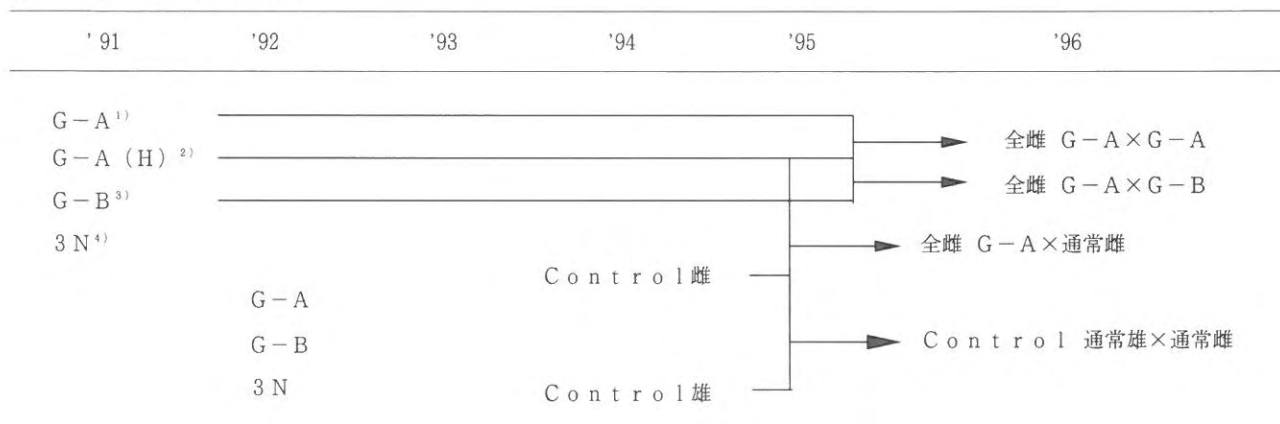 '91 '92 '93 '94 '95 '96
G－A¹⁾
全雌 G－A×G－A
G－A（H）²⁾
全雌 G－A×G－B
G－B³⁾
3N⁴⁾
全雌 G－A×通常雌
Control雌
G－A
G－B
Control 通常雄×通常雌
3N
Control雄